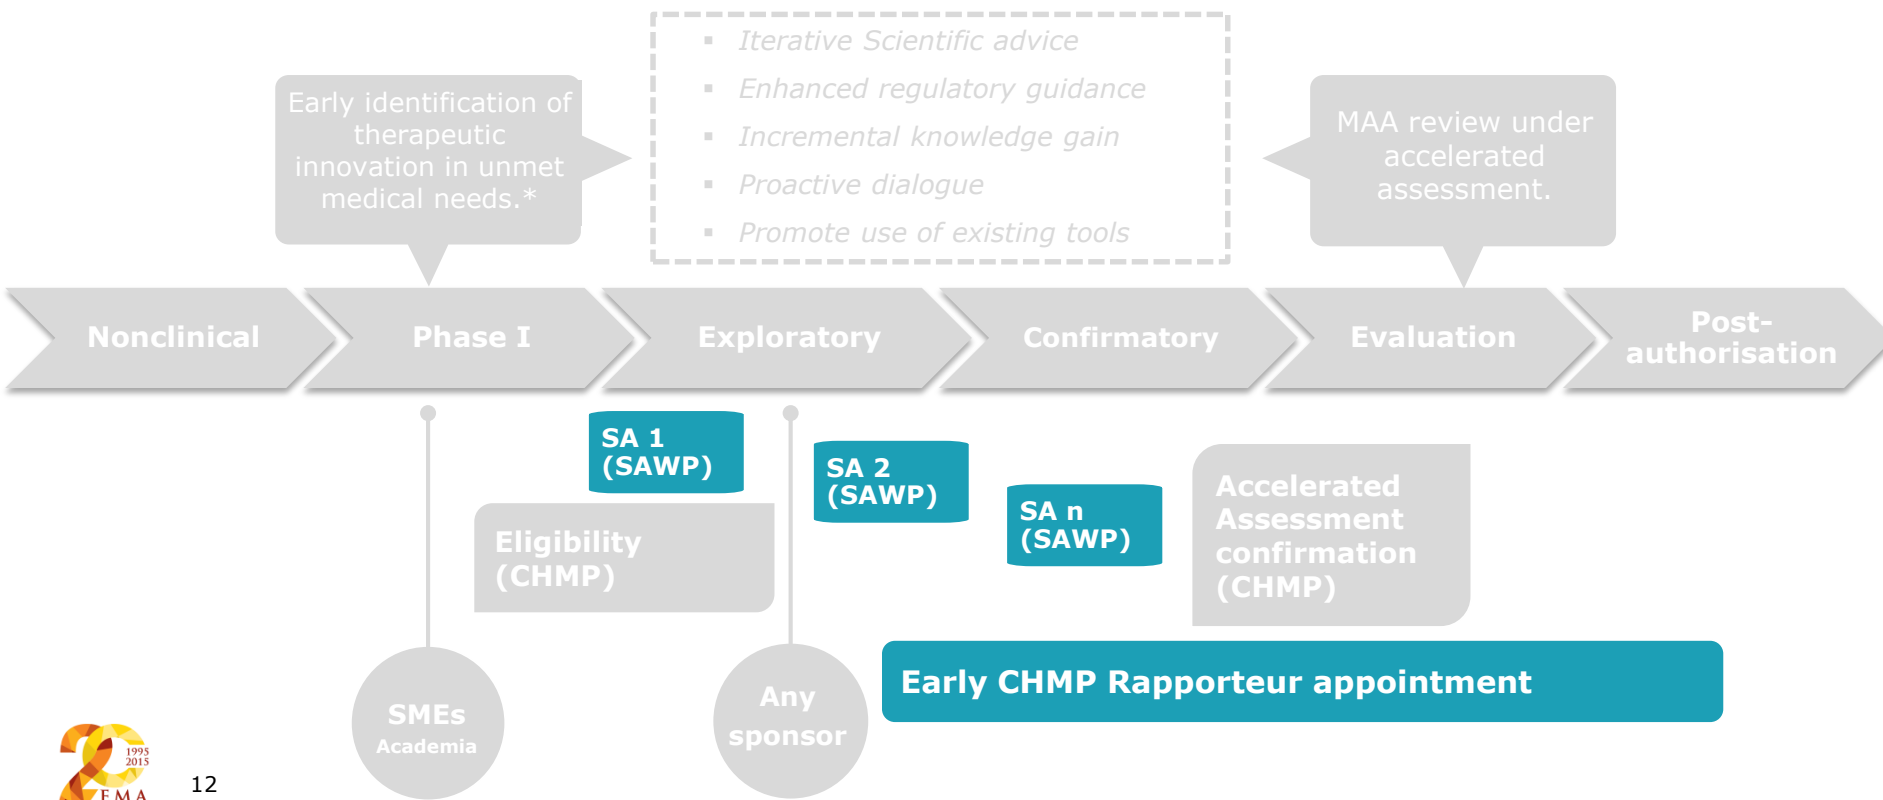 Iterative Scientific advice
Enhanced regulatory guidance
Incremental knowledge gain
Proactive dialogue
Promote use of existing tools
Early identification of
therapeutic
innovation in unmet
medical needs.*
MAA review under
accelerated
assessment.
Nonclinical
Phase I
Exploratory
Confirmatory
Evaluation
Post-
authorisation
SA 1
(SAWP)
SA 2
(SAWP)
SA n
(SAWP)
Eligibility
(CHMP)
Accelerated
Assessment
confirmation
(CHMP)
Early CHMP Rapporteur appointment
SMEs
Academia
Any
sponsor
1995
2015
EMA
12